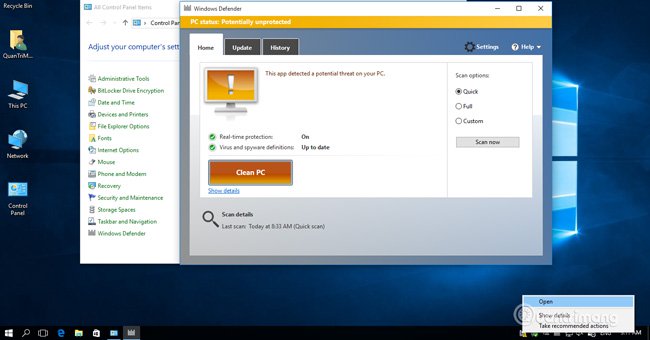 Recycle Bin
QuanTriM...
This PC
Network
Control
Panel
All Control Panel Items
Control Pan
Adjust your computer's sett
Administrative Tools
BitLocker Drive Encryption
Date and Time
Devices and Printers
File Explorer Options
Fonts
Internet Options
Mouse
Phone and Modem
Recovery
Security and Maintenance
Storage Spaces
Taskbar and Navigation
Windows Defender
Windows Defender
PC status: Potentially unprotected
Home
Update
History
Settings
Help
This app detected a potential threat on your PC.
Real-time protection: On
Virus and spyware definitions: Up to date
Clean PC
Show details
Scan options:
Quick
Full
Custom
Scan now
Scan details
Last scan: Today at 8:33 AM (Quick scan)
Open
Show details
Take recommended actions